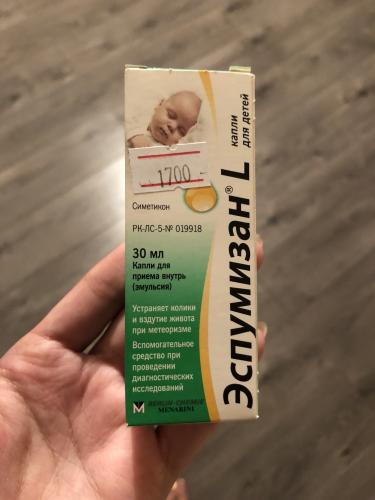 Эспумизан® L
капли
для детей
1700
Симетикон
РК-ЛС-5-№ 019918
30 мл
Капли для
приема внутрь
(эмульсия)
Устраняет колики
и вздутие живота
при метеоризме
Вспомогательное
средство при
проведении
диагностических
исследований
BERLIN-CHEMIE
MENARINI